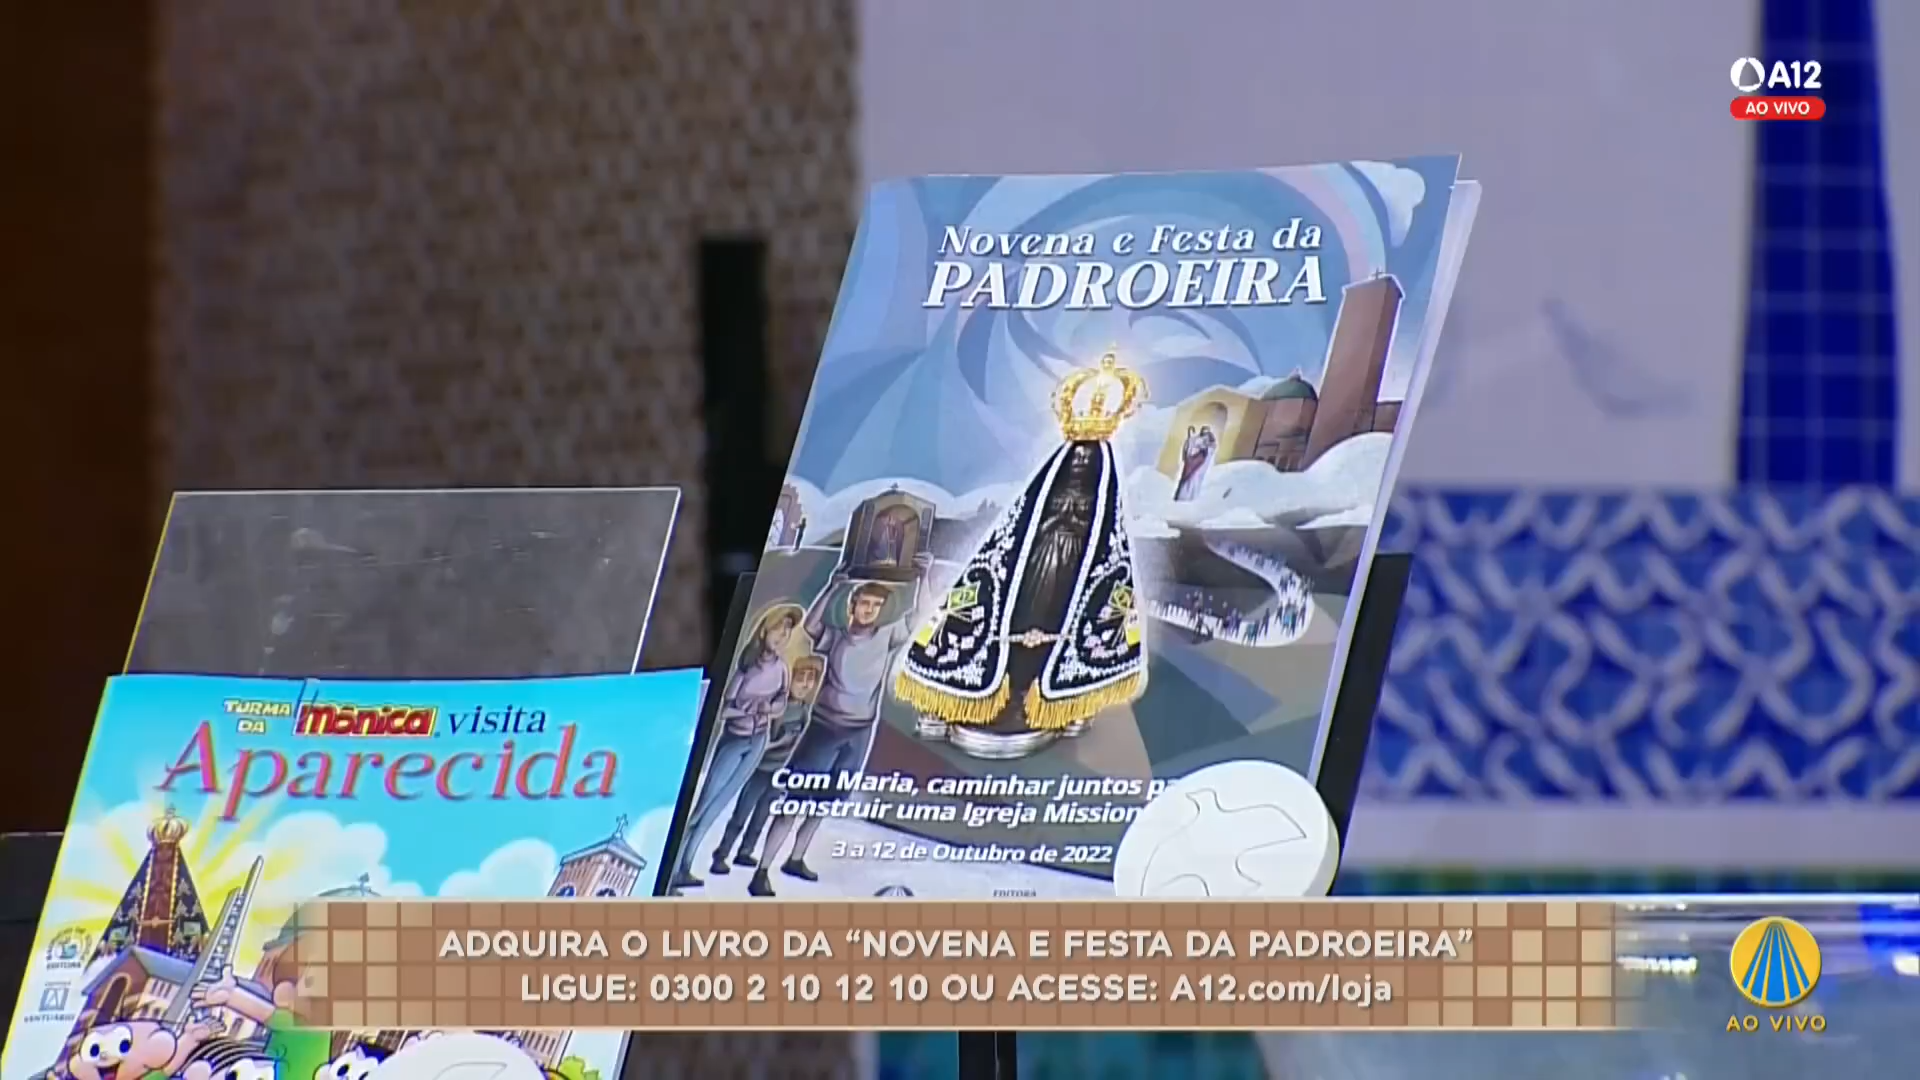 A12
AO VIVO
Novena e Festa da
PADROEIRA
Com Maria, caminhar juntos
construir uma Igreja
3 a 12 de Outubro de 2022
EDITORA
TURMA
DA
Mônica visita
Aparecida
EDITORA
ADQUIRA O LIVRO DA “NOVENA E FESTA DA PADROEIRA”
LIGUE: 0300 2 10 12 10 OU ACESSE: A12.com/loja
AO VIVO